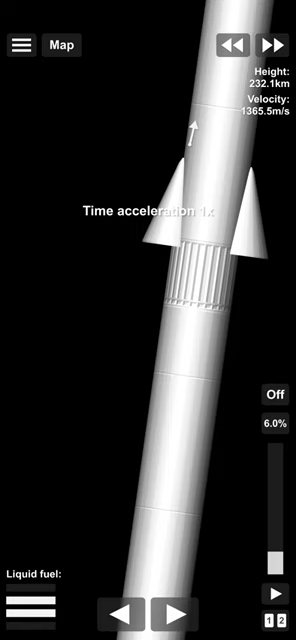 Map
Height:
232.1km
Velocity:
1365.5m/s
Time acceleration 1x
Off
6.0%
Liquid fuel:
1 2